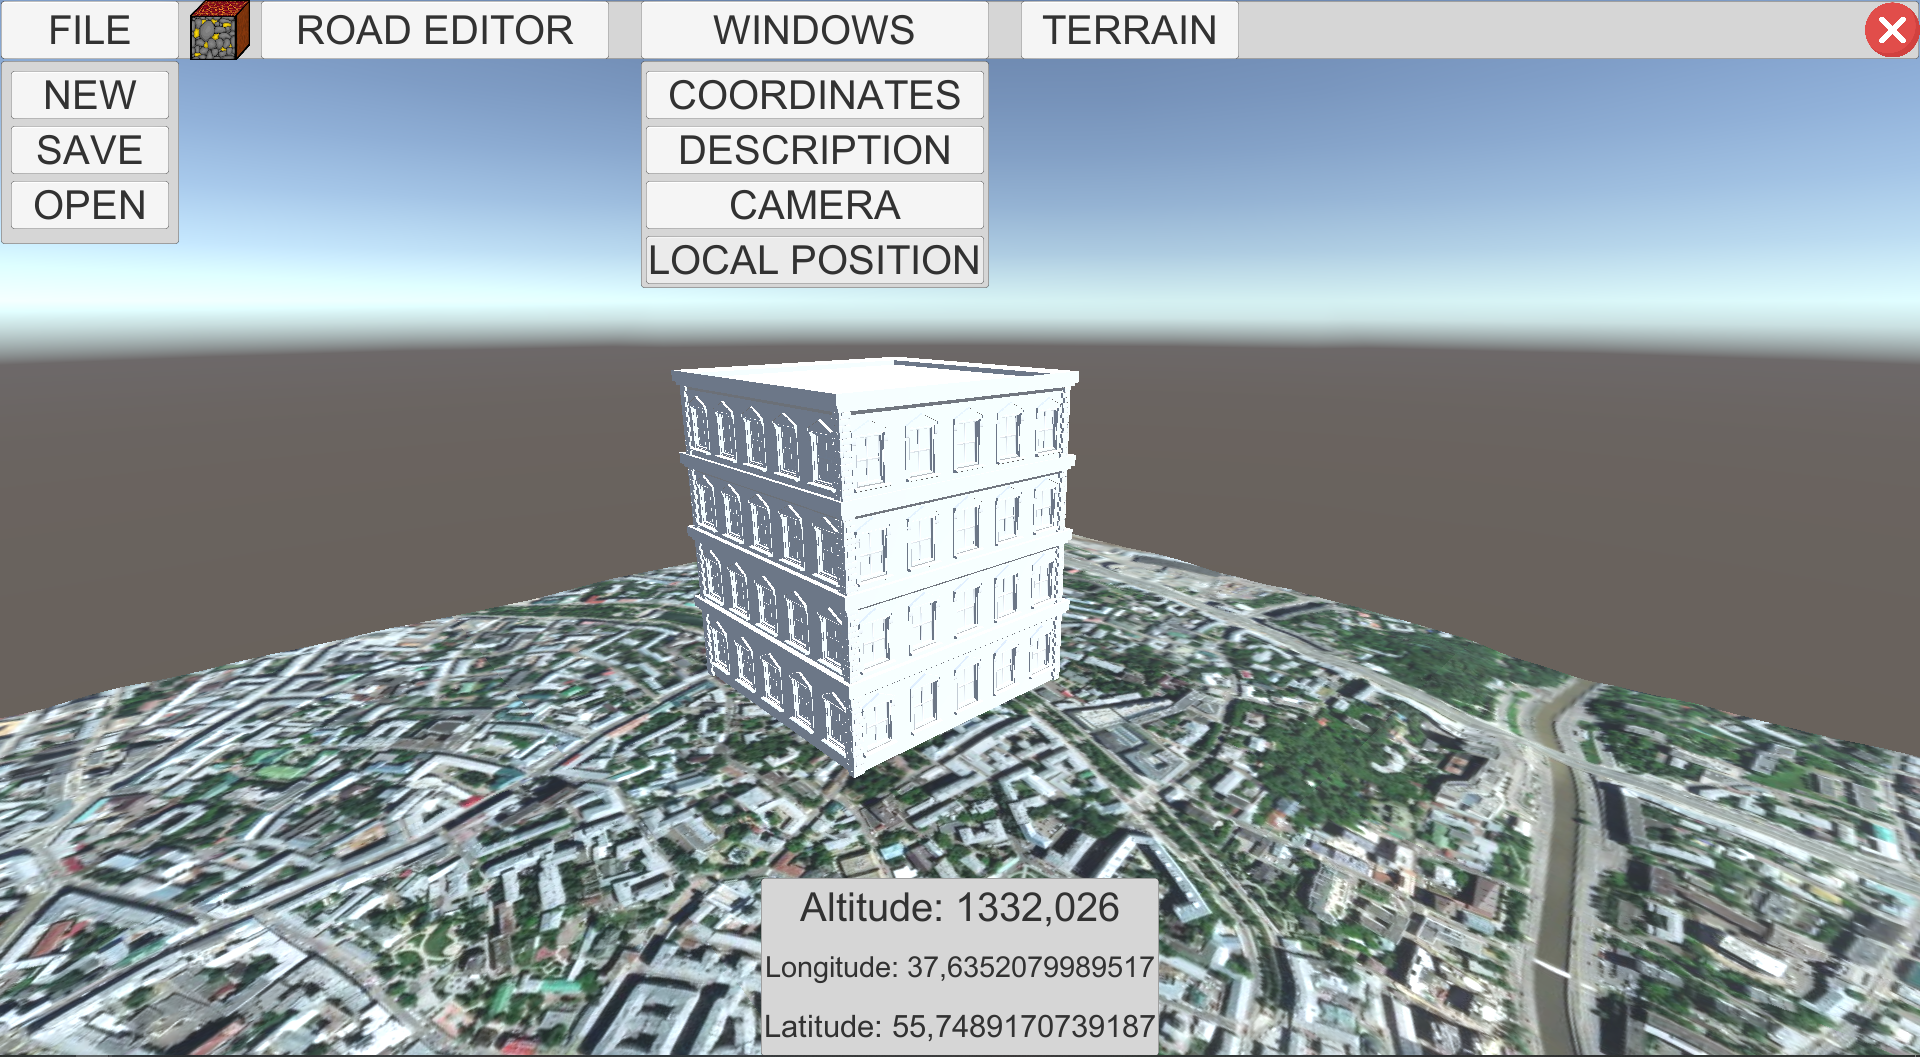 FILE
ROAD EDITOR
WINDOWS
TERRAIN
NEW
SAVE
OPEN
COORDINATES
DESCRIPTION
CAMERA
LOCAL POSITION
Altitude: 1332,026
Longitude: 37,6352079989517
Latitude: 55,7489170739187